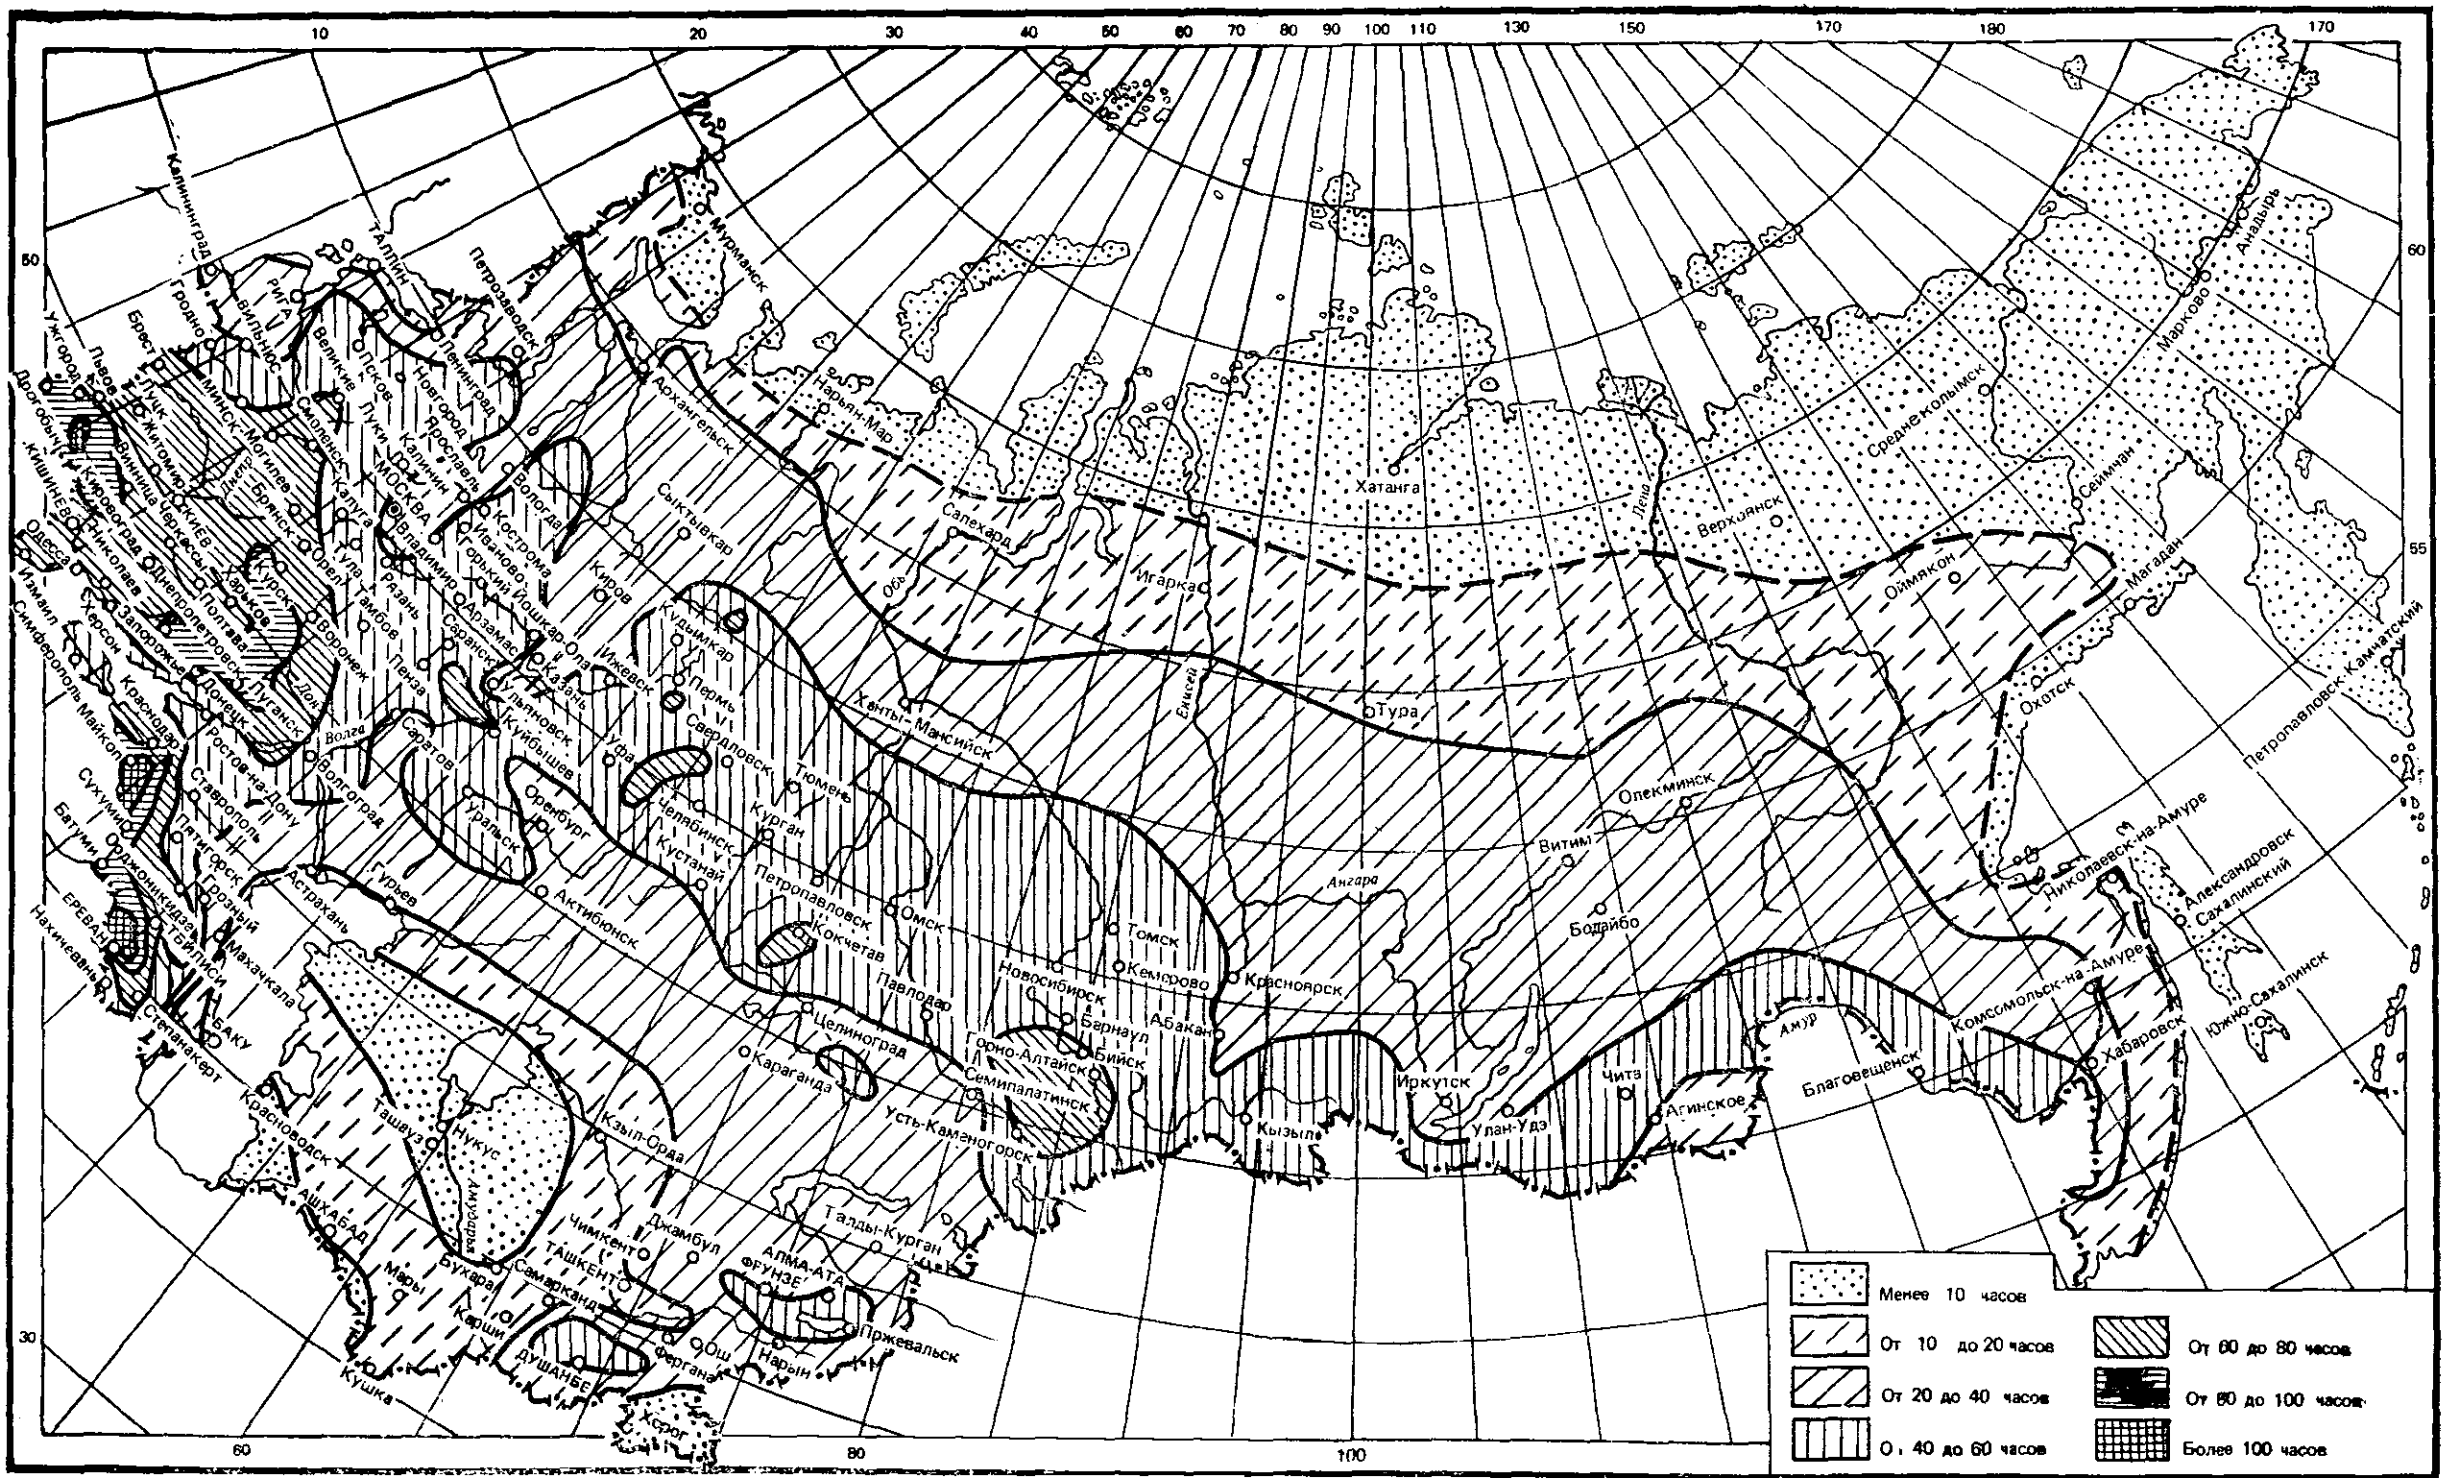 10 20 30 40 50 60 70 80 90 100 110 130 150 170 180 170
50
60
55
30
60 80 100
Калининград
ТАЛЛИН
РИГА
ВИЛЬНЮС
Гродно
Брест
Ужгород
Львов
Дрогобыч
Луцк
МИНСК
Великие Луки
Псков
Новгород
Ленинград
Петрозаводск
Мурманск
Архангельск
Нарьян-Мар
Салехард
Сыктывкар
Вологда
Ярославль
Калинин
МОСКВА
Смоленск
Могилев
Житомир
Винница
КИЕВ
Днепр
Черкассы
Кировоград
КИШИНЕВ
Одесса
Измаил
Николаев
Херсон
Симферополь
Запорожье
Днепропетровск
Полтава
Харьков
Курск
Брянск
Орел
Калуга
Тула
Рязань
Владимир
Иваново
Кострома
Горький
Йошкар-Ола
Киров
Арзамас
Саранск
Пенза
Тамбов
Воронеж
Дон
Луганск
Донецк
Ростов-на-Дону
Краснодар
Майкоп
Ставрополь
Волгоград
Волга
Саратов
Куйбышев
Ульяновск
Казань
Ижевск
Кудымкар
Пермь
Свердловск
Уфа
Челябинск
Курган
Тюмень
Ханты-Мансийск
Обь
Оренбург
Уральск
Кустанай
Петропавловск
Омск
Кокчетав
Актюбинск
Гурьев
Астрахань
Сухуми
Батуми
Пятигорск
Орджоникидзе
Грозный
Махачкала
ТБИЛИСИ
ЕРЕВАН
Нахичевань
Степанакерт
БАКУ
Красноводск
АШХАБАД
Мары
Кушка
Ташауз
Нукус
Амударья
Бухара
Карши
Самарканд
ДУШАНБЕ
Хорог
ТАШКЕНТ
Чимкент
Джамбул
Кзыл-Орда
Фергана
Ош
Нарын
Пржевальск
ФРУНЗЕ
АЛМА-АТА
Талды-Курган
Караганда
Целиноград
Павлодар
Семипалатинск
Усть-Каменогорск
Горно-Алтайск
Бийск
Барнаул
Новосибирск
Кемерово
Томск
Абакан
Красноярск
Кызыл
Енисей
Игарка
Тура
Хатанга
Ангара
Иркутск
Улан-Удэ
Чита
Агинское
Бодайбо
Витим
Олекминск
Лена
Верхоянск
Среднеколымск
Оймякон
Сеймчан
Магадан
Охотск
Марково
Анадырь
Петропавловск-Камчатский
Николаевск-на-Амуре
Александровск Сахалинский
Южно-Сахалинск
Комсомольск-на-Амуре
Хабаровск
Благовещенск
Амур
Менее 10 часов
От 10 до 20 часов
От 20 до 40 часов
О 40 до 60 часов
От 60 до 80 часов
От 80 до 100 часов
Более 100 часов